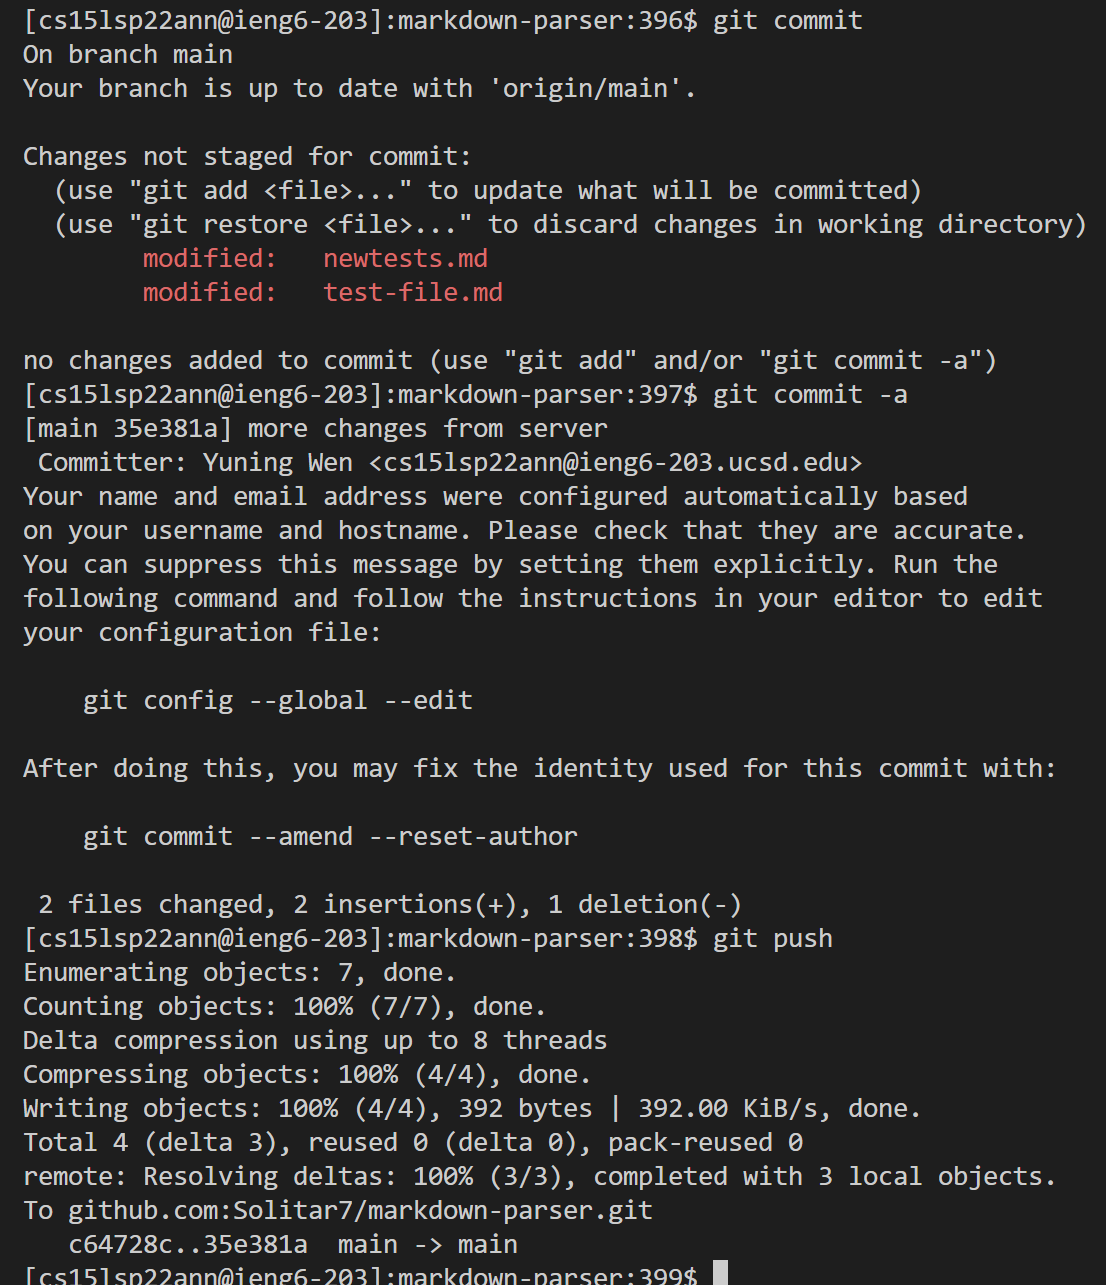 [cs15lsp22ann@ieng6-203]:markdown-parser:396$ git commit
On branch main
Your branch is up to date with 'origin/main'.
Changes not staged for commit:
  (use "git add <file>..." to update what will be committed)
  (use "git restore <file>..." to discard changes in working directory)
        modified:   newtests.md
        modified:   test-file.md
no changes added to commit (use "git add" and/or "git commit -a")
[cs15lsp22ann@ieng6-203]:markdown-parser:397$ git commit -a
[main 35e381a] more changes from server
 Committer: Yuning Wen <cs15lsp22ann@ieng6-203.ucsd.edu>
Your name and email address were configured automatically based
on your username and hostname. Please check that they are accurate.
You can suppress this message by setting them explicitly. Run the
following command and follow the instructions in your editor to edit
your configuration file:
    git config --global --edit
After doing this, you may fix the identity used for this commit with:
    git commit --amend --reset-author
 2 files changed, 2 insertions(+), 1 deletion(-)
[cs15lsp22ann@ieng6-203]:markdown-parser:398$ git push
Enumerating objects: 7, done.
Counting objects: 100% (7/7), done.
Delta compression using up to 8 threads
Compressing objects: 100% (4/4), done.
Writing objects: 100% (4/4), 392 bytes | 392.00 KiB/s, done.
Total 4 (delta 3), reused 0 (delta 0), pack-reused 0
remote: Resolving deltas: 100% (3/3), completed with 3 local objects.
To github.com:Solitar7/markdown-parser.git
   c64728c..35e381a  main -> main
[cs15lsp22ann@ieng6-203]:markdown-parser:399$